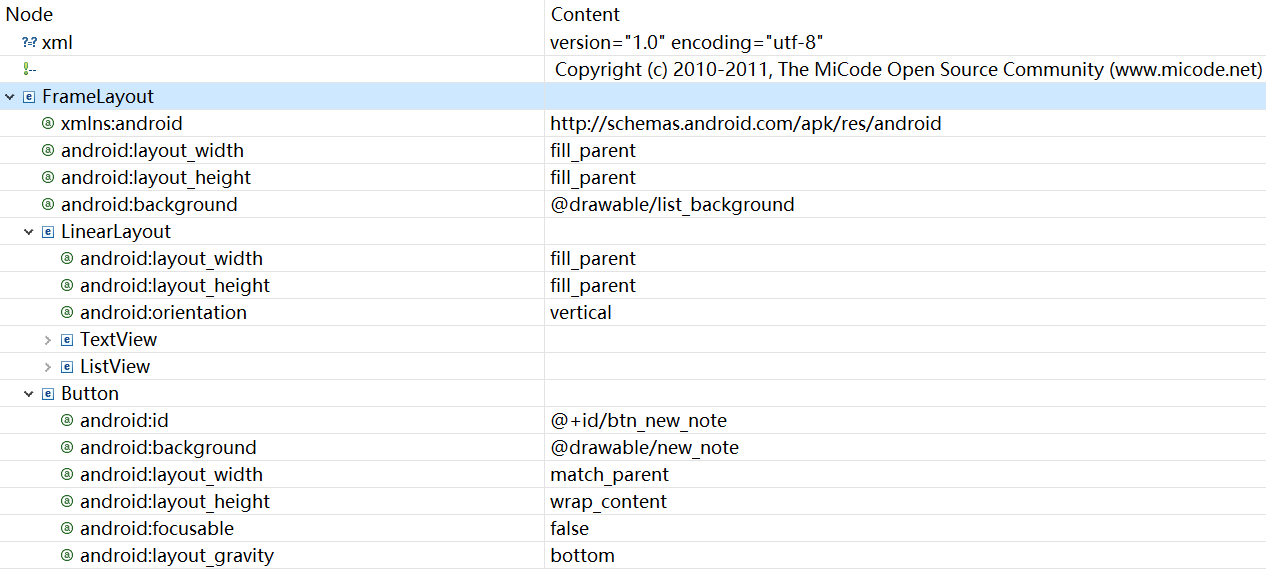 Node Content
?=? xml version="1.0" encoding="utf-8"
!-- Copyright (c) 2010-2011, The MiCode Open Source Community (www.micode.net)
e FrameLayout
a xmlns:android http://schemas.android.com/apk/res/android
a android:layout_width fill_parent
a android:layout_height fill_parent
a android:background @drawable/list_background
e LinearLayout
a android:layout_width fill_parent
a android:layout_height fill_parent
a android:orientation vertical
e TextView
e ListView
e Button
a android:id @+id/btn_new_note
a android:background @drawable/new_note
a android:layout_width match_parent
a android:layout_height wrap_content
a android:focusable false
a android:layout_gravity bottom